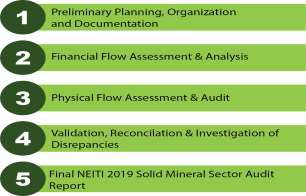 1
Preliminary Planning, Organization
and Documentation
2
Financial Flow Assessment & Analysis
3
Physical Flow Assessment & Audit
4
Validation, Reconcilation & Investigation of
Disrepancies
5
Final NEITI 2019 Solid Mineral Sector Audit
Report